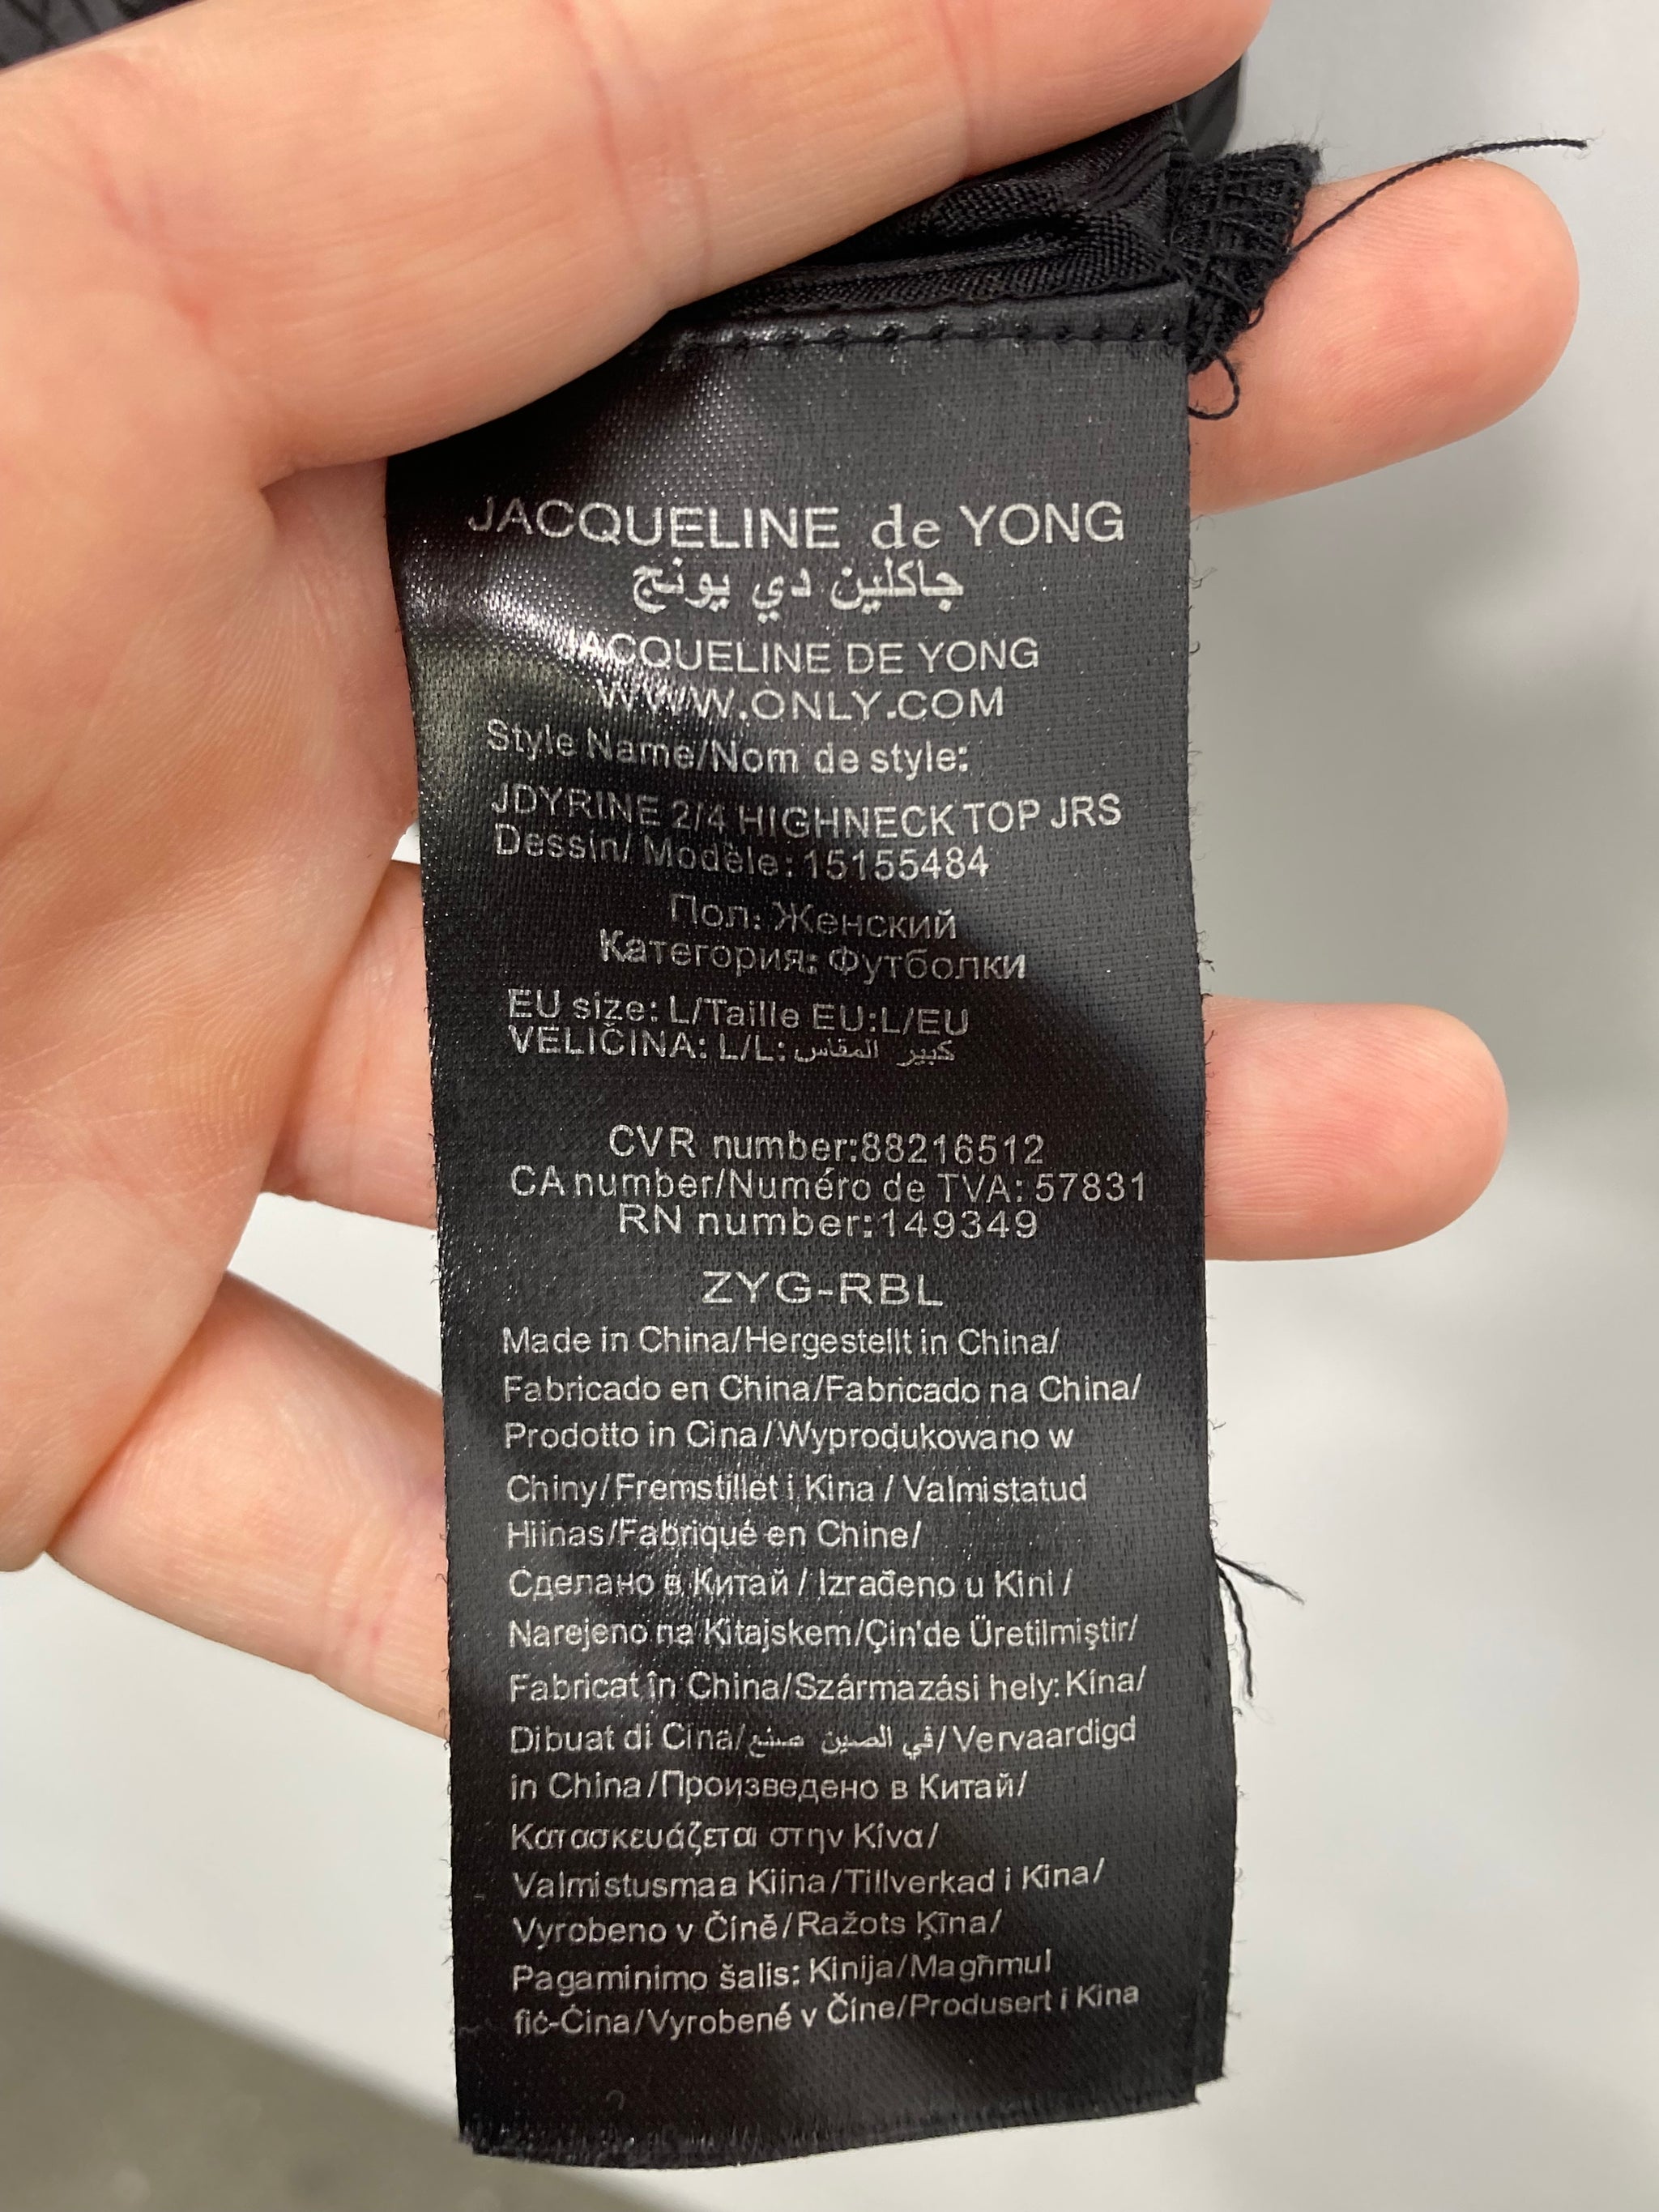 JACQUELINE de YONG
جاكلين دي يونج
JACQUELINE DE YONG
WWW.ONLY.COM
Style Name/Nom de style:
JDYRINE 2/4 HIGHNECK TOP JRS
Dessin/ Modèle: 15155484
Пол: Женский
Категория: Футболки
EU size: L/Taille EU:L/EU
VELIČINA: L/L: كبير المقاس
CVR number:88216512
CA number/Numéro de TVA: 57831
RN number:149349
ZYG-RBL
Made in China/Hergestellt in China/
Fabricado en China/Fabricado na China/
Prodotto in Cina/Wyprodukowano w
Chiny/Fremstillet i Kina / Valmistatud
Hiinas/Fabriqué en Chine/
Сделано в Китай / Izrađeno u Kini /
Narejeno na Kitajskem/Çin'de Üretilmiştir/
Fabricat în China/Származási hely: Kína/
Dibuat di Cina/في الصين صنع/Vervaardigd
in China/Произведено в Китай/
Κατασκευάζεται στην Κίνα/
Valmistusmaa Kiina/Tillverkad i Kina/
Vyrobeno v Číně/Ražots Ķīna/
Pagaminimo šalis: Kinija/Magħmul
fiċ-Ċina/Vyrobené v Číne/Produsert i Kina